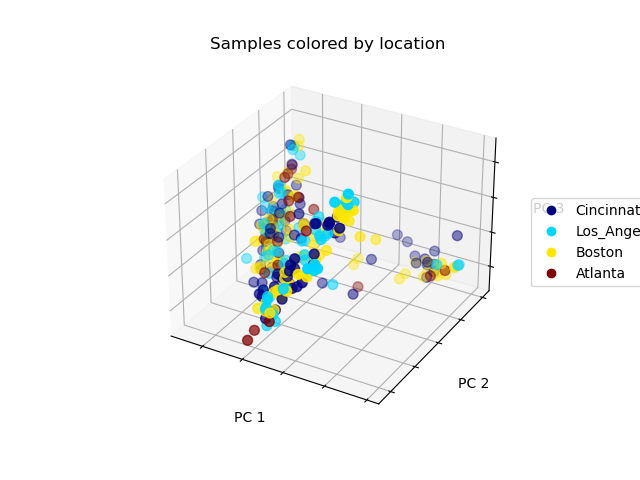 Samples colored by location
PC 3
Cincinnat
Los_Ange
Boston
Atlanta
PC 2
PC 1